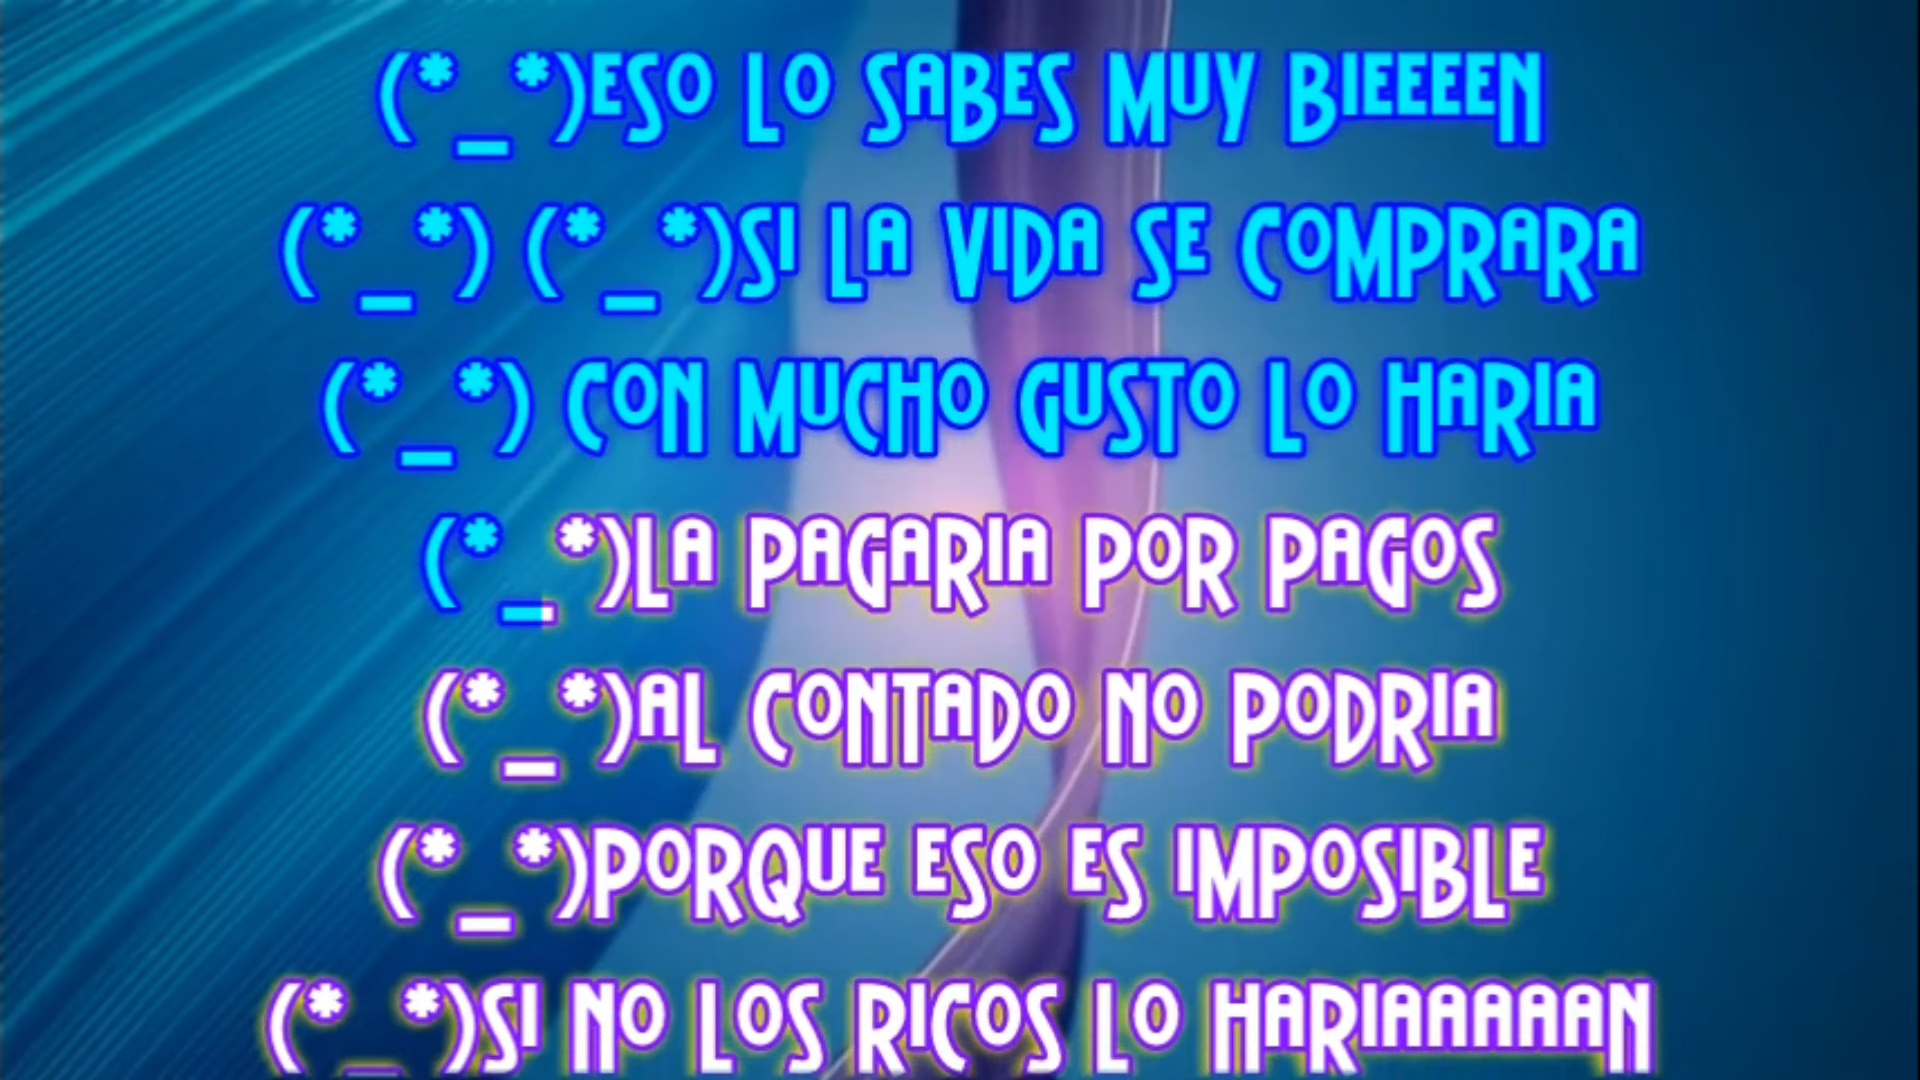 (*_*)ESO LO SABES MUY BIEEEEN
(*_*) (*_*)SI LA VIDA SE COMPRARA
(*_*) CON MUCHO GUSTO LO HARIA
(*_*)LA PAGARIA POR PAGOS
(*_*)AL CONTADO NO PODRIA
(*_*)PORQUE ESO ES IMPOSIBLE
(*_*)SI NO LOS RICOS LO HARIAAAAAN